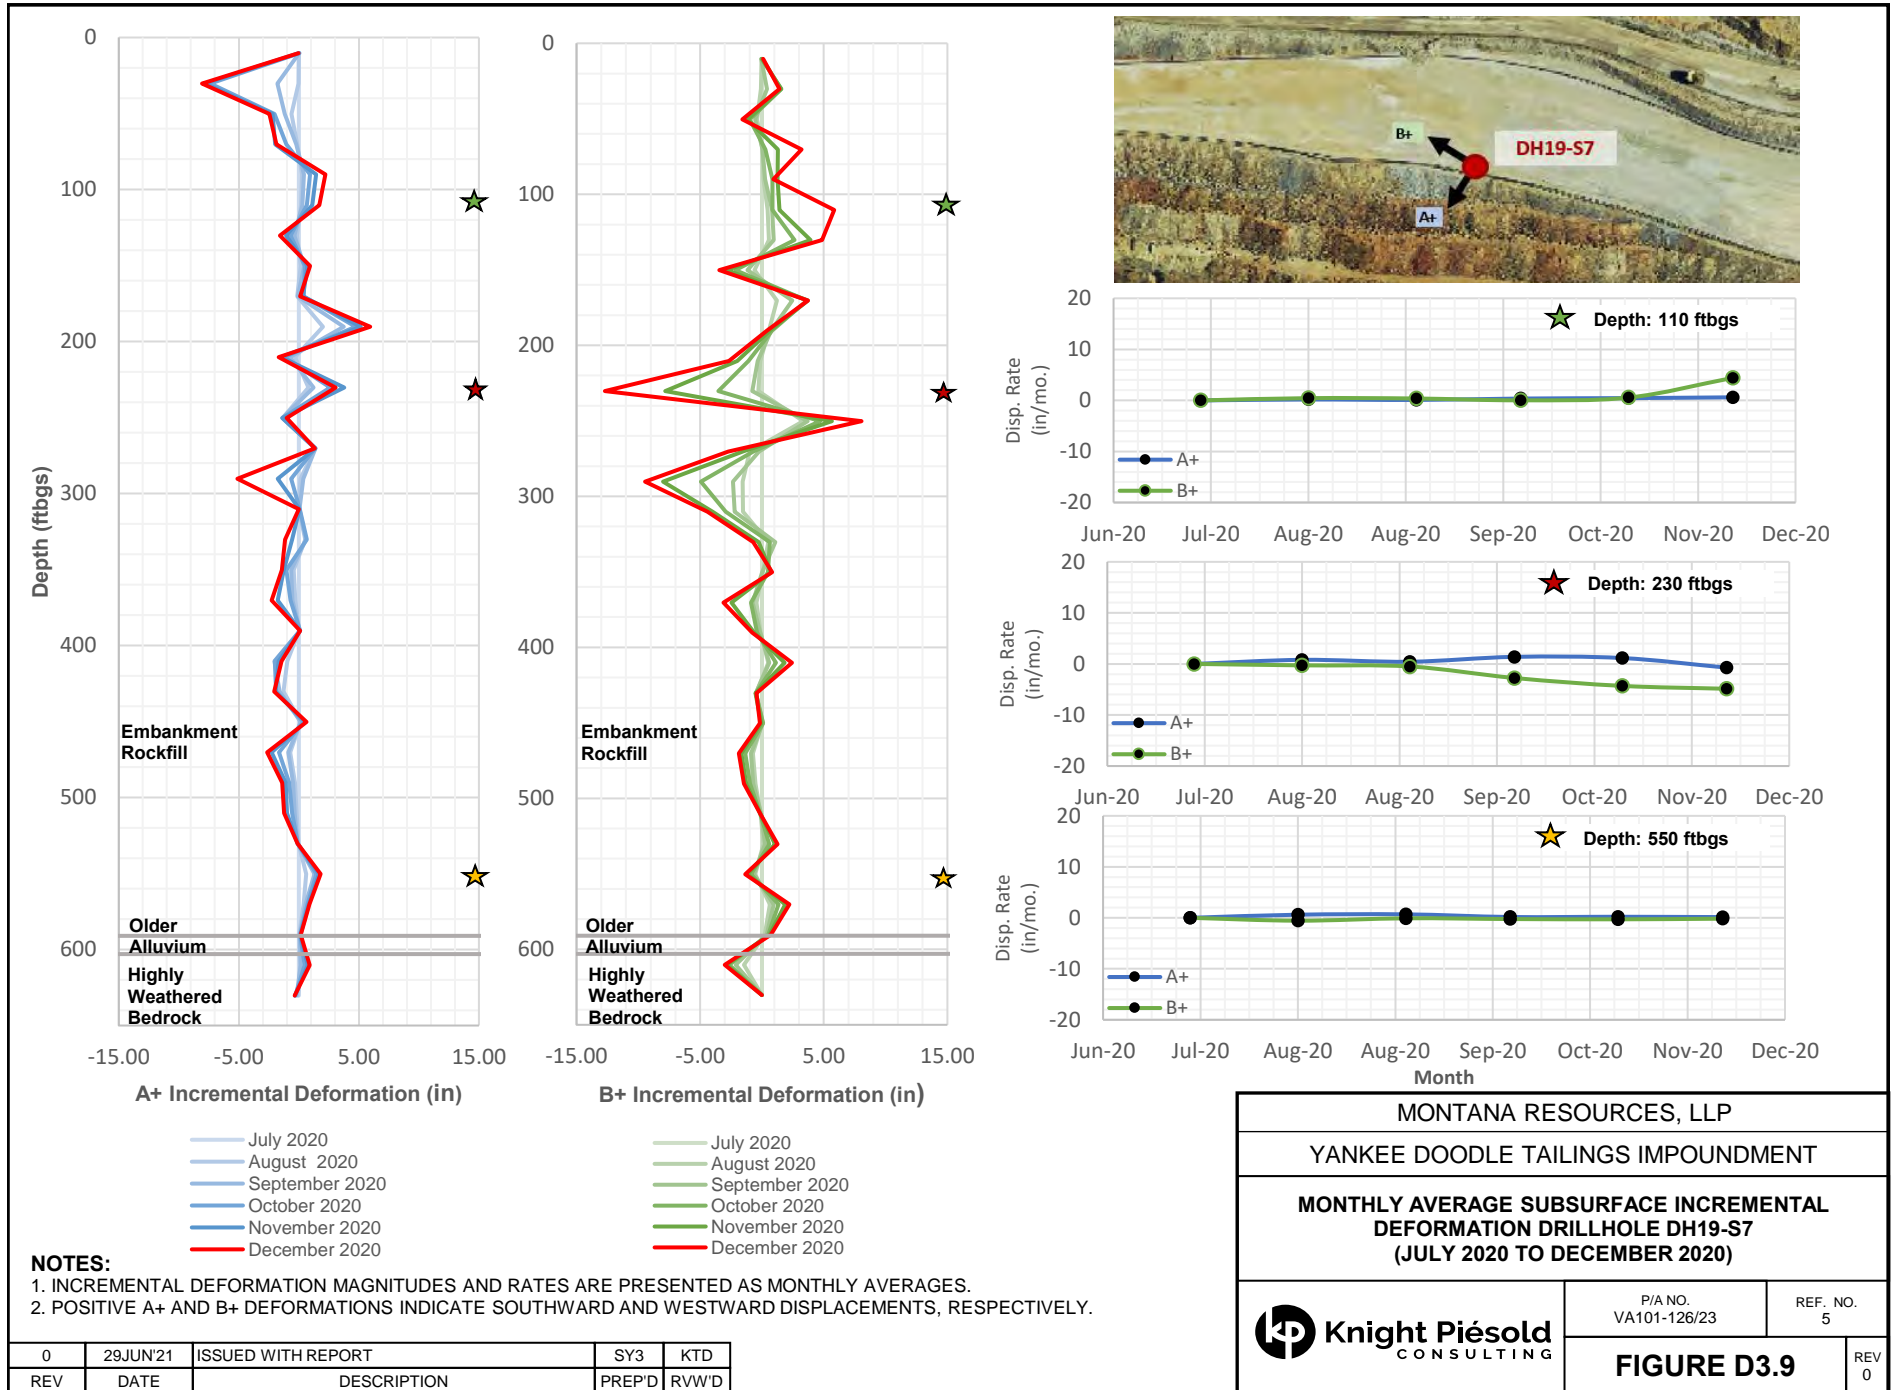 0
100
200
300
400
500
600
Depth (ftbgs)
Embankment
Rockfill
Older
Alluvium
Highly
Weathered
Bedrock
-15.00 -5.00 5.00 15.00
A+ Incremental Deformation (in)
July 2020
August 2020
September 2020
October 2020
November 2020
December 2020
0
100
200
300
400
500
600
Embankment
Rockfill
Older
Alluvium
Highly
Weathered
Bedrock
-15.00 -5.00 5.00 15.00
B+ Incremental Deformation (in)
July 2020
August 2020
September 2020
October 2020
November 2020
December 2020
B+
DH19-S7
A+
20
10
0
-10
-20
Disp. Rate
(in/mo.)
Depth: 110 ftbgs
A+
B+
Jun-20 Jul-20 Aug-20 Aug-20 Sep-20 Oct-20 Nov-20 Dec-20
20
10
0
-10
-20
Disp. Rate
(in/mo.)
Depth: 230 ftbgs
A+
B+
Jun-20 Jul-20 Aug-20 Aug-20 Sep-20 Oct-20 Nov-20 Dec-20
20
10
0
-10
-20
Disp. Rate
(in/mo.)
Depth: 550 ftbgs
A+
B+
Jun-20 Jul-20 Aug-20 Aug-20 Sep-20 Oct-20 Nov-20 Dec-20
Month
NOTES:
1. INCREMENTAL DEFORMATION MAGNITUDES AND RATES ARE PRESENTED AS MONTHLY AVERAGES.
2. POSITIVE A+ AND B+ DEFORMATIONS INDICATE SOUTHWARD AND WESTWARD DISPLACEMENTS, RESPECTIVELY.
0 29JUN'21 ISSUED WITH REPORT SY3 KTD
REV DATE DESCRIPTION PREP'D RVW'D
MONTANA RESOURCES, LLP
YANKEE DOODLE TAILINGS IMPOUNDMENT
MONTHLY AVERAGE SUBSURFACE INCREMENTAL
DEFORMATION DRILLHOLE DH19-S7
(JULY 2020 TO DECEMBER 2020)
kp Knight Piésold
CONSULTING
P/A NO.
VA101-126/23
REF. NO.
5
FIGURE D3.9
REV
0